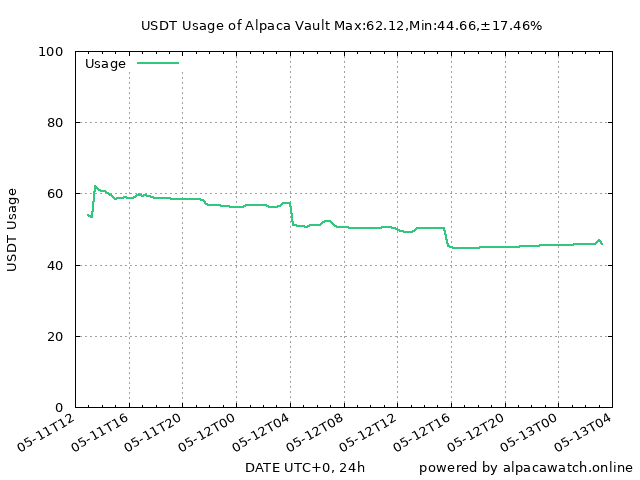 USDT Usage of Alpaca Vault Max:62.12,Min:44.66,±17.46%
100
Usage
80
60
USDT Usage
40
20
0
05-11T12
05-11T16
05-11T20
05-12T00
05-12T04
05-12T08
05-12T12
05-12T16
05-12T20
05-13T00
05-13T04
DATE UTC+0, 24h
powered by alpacawatch.online